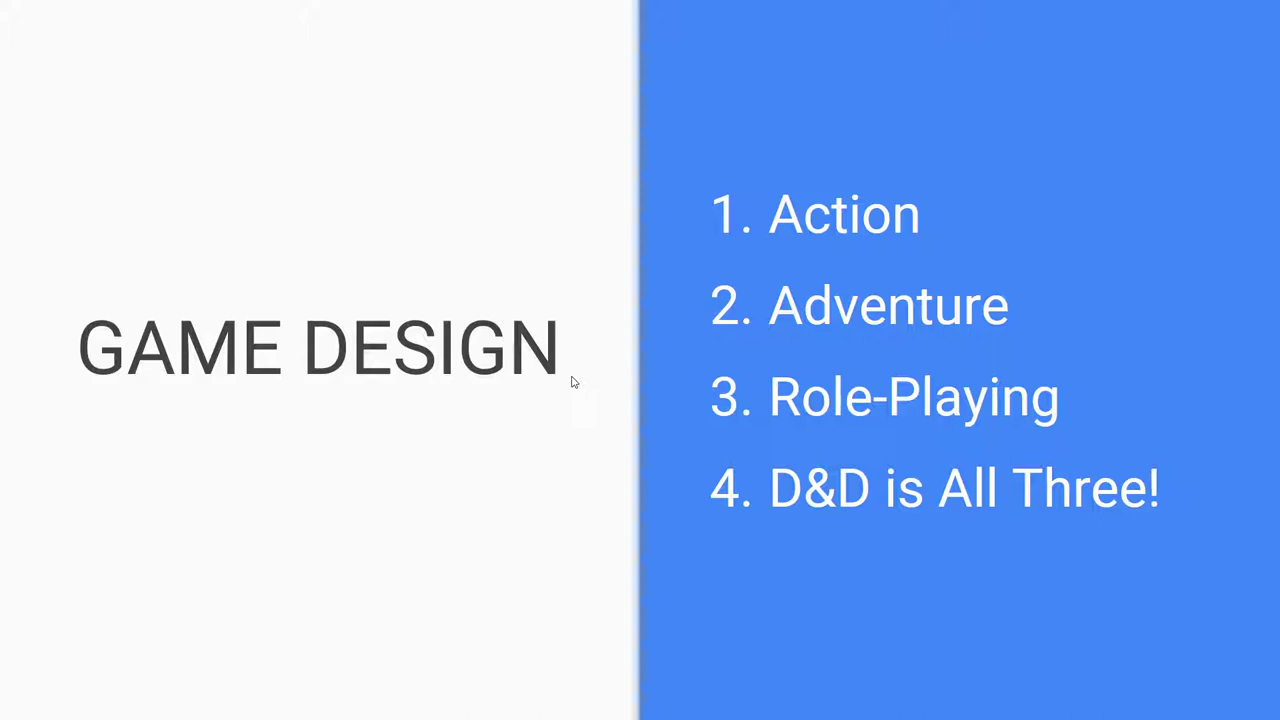 GAME DESIGN
1. Action
2. Adventure
3. Role-Playing
4. D&D is All Three!